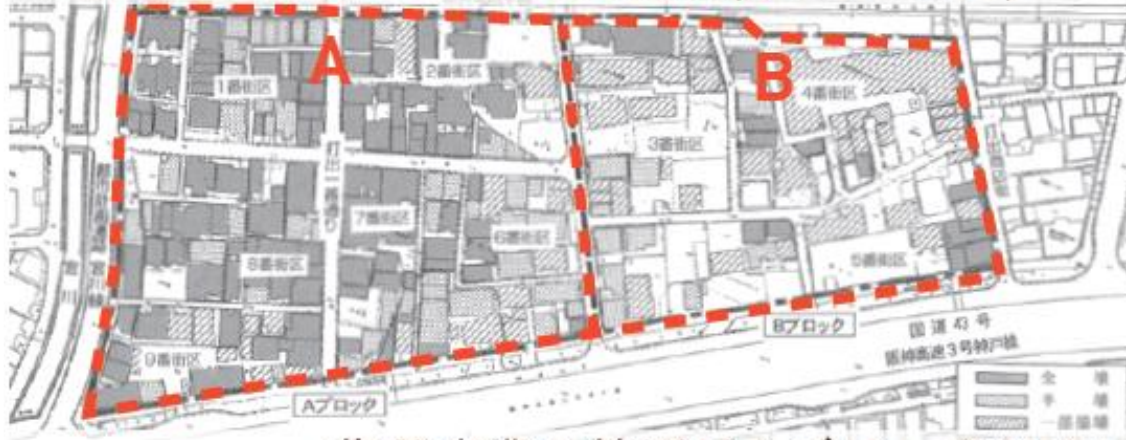 A
B
1番街区
2番街区
3番街区
4番街区
5番街区
6番街区
7番街区
8番街区
9番街区
Aブロック
Bブロック
国道43号
阪神高速3号神戸線
全壊
半壊
一部損壊